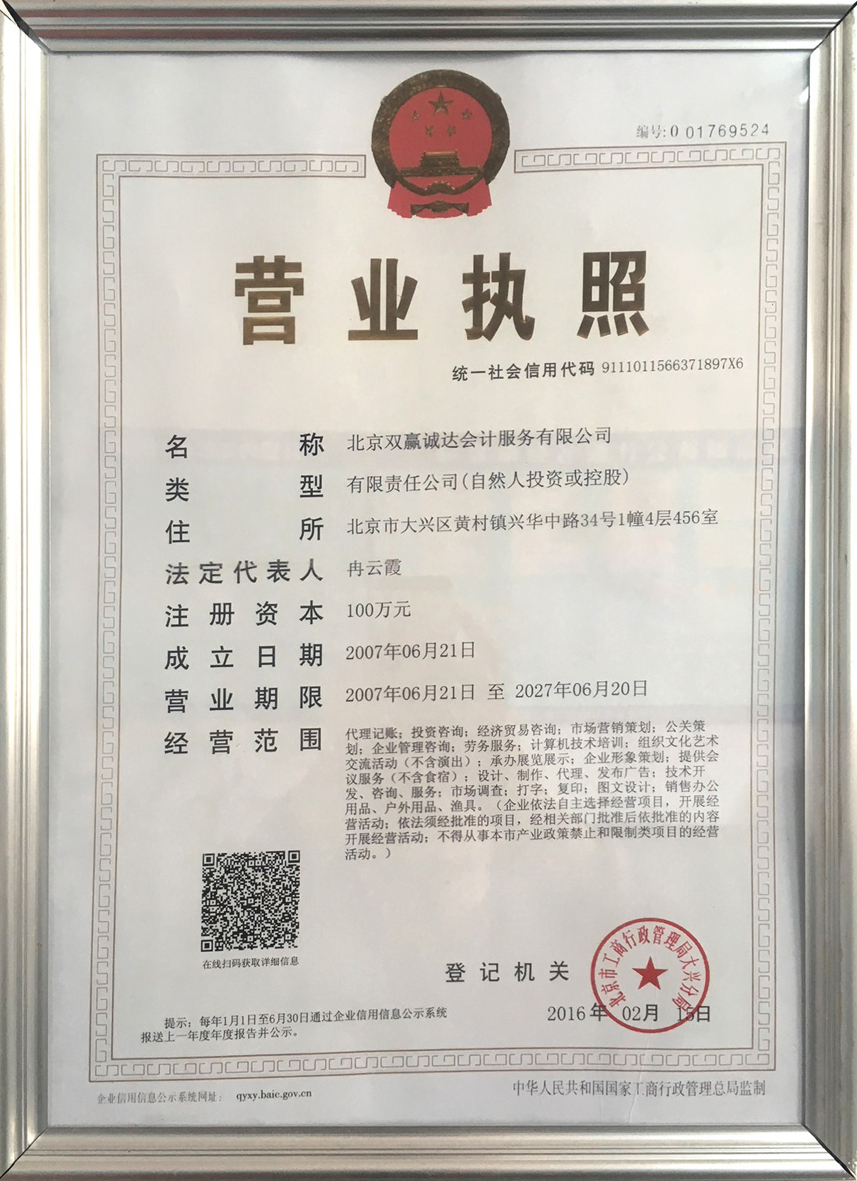 编号:0 01769524
营业执照
统一社会信用代码 9111011566371897X6
名称 北京双赢诚达会计服务有限公司
类型 有限责任公司(自然人投资或控股)
住所 北京市大兴区黄村镇兴华中路34号1幢4层456室
法定代表人 冉云霞
注册资本 100万元
成立日期 2007年06月21日
营业期限 2007年06月21日 至 2027年06月20日
经营范围 代理记账；投资咨询；经济贸易咨询；市场营销策划；公关策
划；企业管理咨询；劳务服务；计算机技术培训；组织文化艺术
交流活动（不含演出）；承办展览展示；企业形象策划；提供会
议服务（不含食宿）；设计、制作、代理、发布广告；技术开
发、咨询、服务；市场调查；打字；复印；图文设计；销售办公
用品、户外用品、渔具。（企业依法自主选择经营项目，开展经
营活动；依法须经批准的项目，经相关部门批准后依批准的内容
开展经营活动；不得从事本市产业政策禁止和限制类项目的经营
活动。）
在线扫码获取详细信息
登记机关
北京市工商行政管理局大兴分局
2016年 02月 15日
提示：每年1月1日至6月30日通过企业信用信息公示系统
报送上一年度年度报告并公示。
企业信用信息公示系统网址： qyxy.baic.gov.cn
中华人民共和国国家工商行政管理总局监制